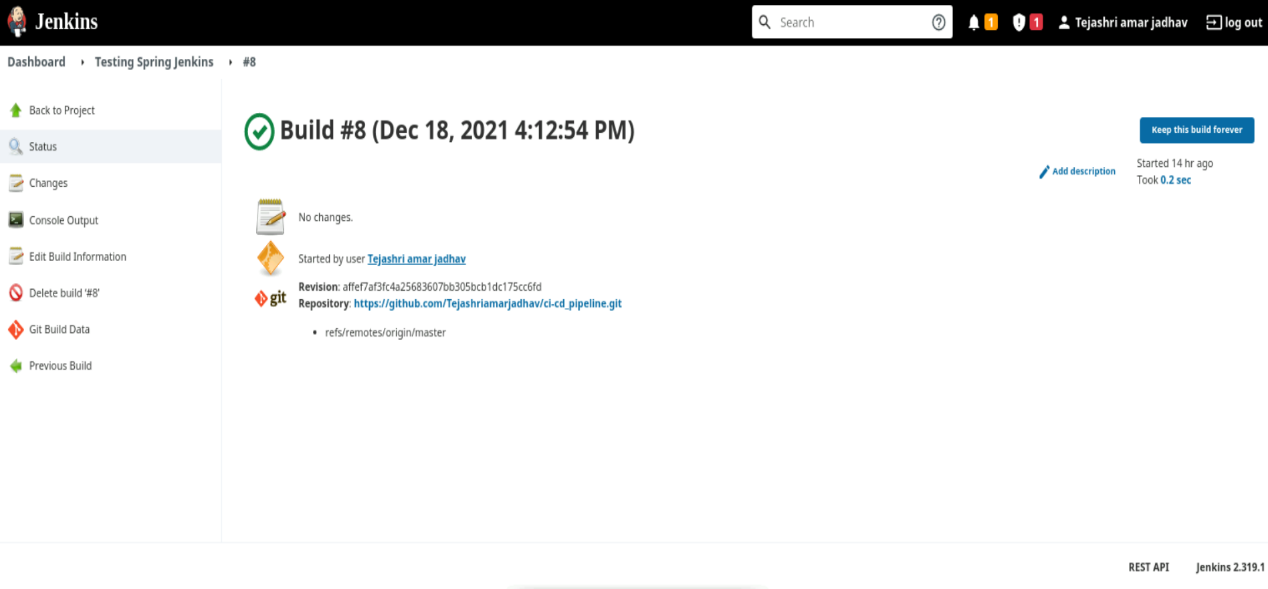 Jenkins
Search
1
1
Tejashri amar jadhav
log out
Dashboard
Testing Spring Jenkins
#8
Back to Project
Status
Changes
Console Output
Edit Build Information
Delete build '#8'
Git Build Data
Previous Build
Build #8 (Dec 18, 2021 4:12:54 PM)
Keep this build forever
Add description
Started 14 hr ago
Took 0.2 sec
No changes.
Started by user Tejashri amar jadhav
git
Revision: affef7af3fc4a25683607bb305bcb1dc175cc6fd
Repository: https://github.com/Tejashriamarjadhav/ci-cd_pipeline.git
• refs/remotes/origin/master
REST API
Jenkins 2.319.1